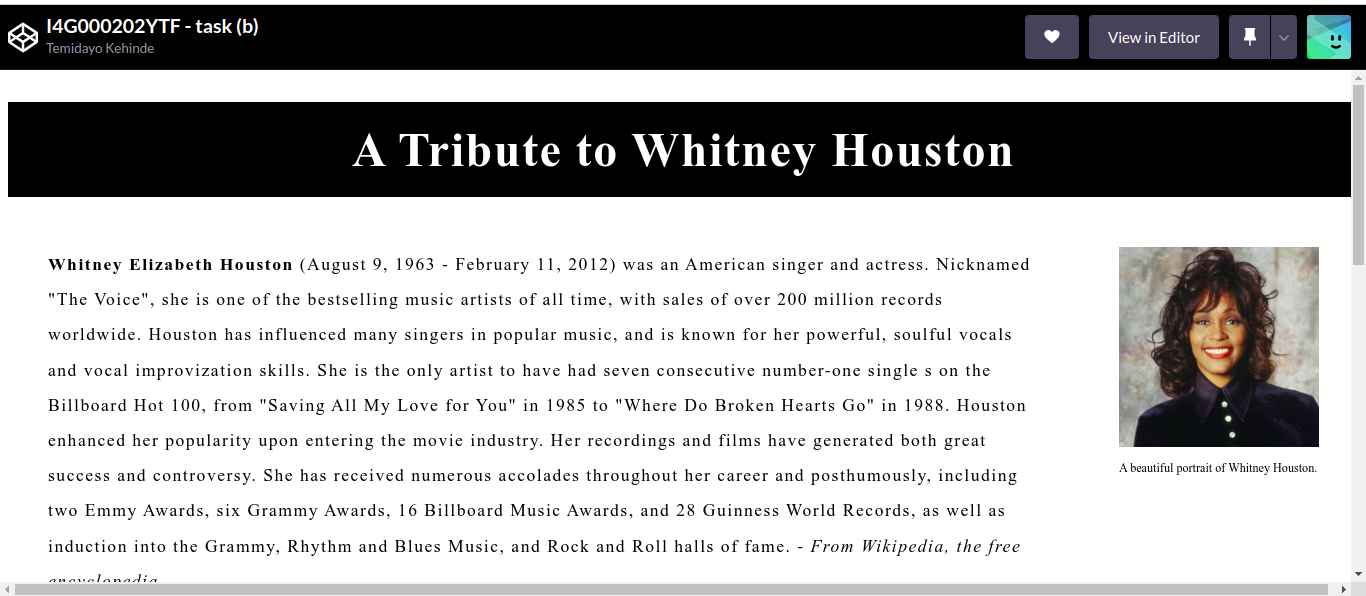 I4G000202YTF - task (b)
Temidayo Kehinde
View in Editor
A Tribute to Whitney Houston
Whitney Elizabeth Houston (August 9, 1963 - February 11, 2012) was an American singer and actress. Nicknamed
"The Voice", she is one of the bestselling music artists of all time, with sales of over 200 million records
worldwide. Houston has influenced many singers in popular music, and is known for her powerful, soulful vocals
and vocal improvization skills. She is the only artist to have had seven consecutive number-one single s on the
Billboard Hot 100, from "Saving All My Love for You" in 1985 to "Where Do Broken Hearts Go" in 1988. Houston
enhanced her popularity upon entering the movie industry. Her recordings and films have generated both great
success and controversy. She has received numerous accolades throughout her career and posthumously, including
two Emmy Awards, six Grammy Awards, 16 Billboard Music Awards, and 28 Guinness World Records, as well as
induction into the Grammy, Rhythm and Blues Music, and Rock and Roll halls of fame. - From Wikipedia, the free
encyclopedia
A beautiful portrait of Whitney Houston.